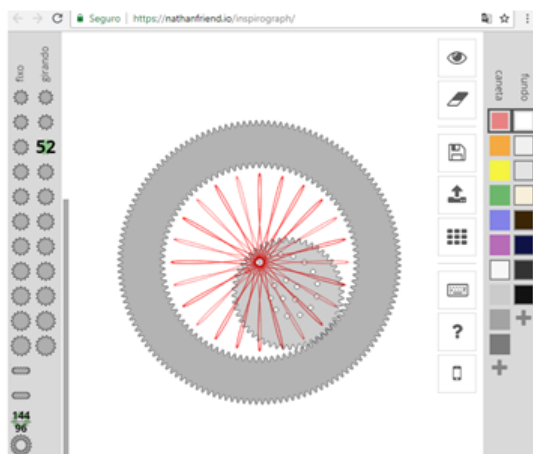 Seguro | https://nathanfriend.io/inspirograph/
fixo
girando
52
144
96
?
caneta
fundo